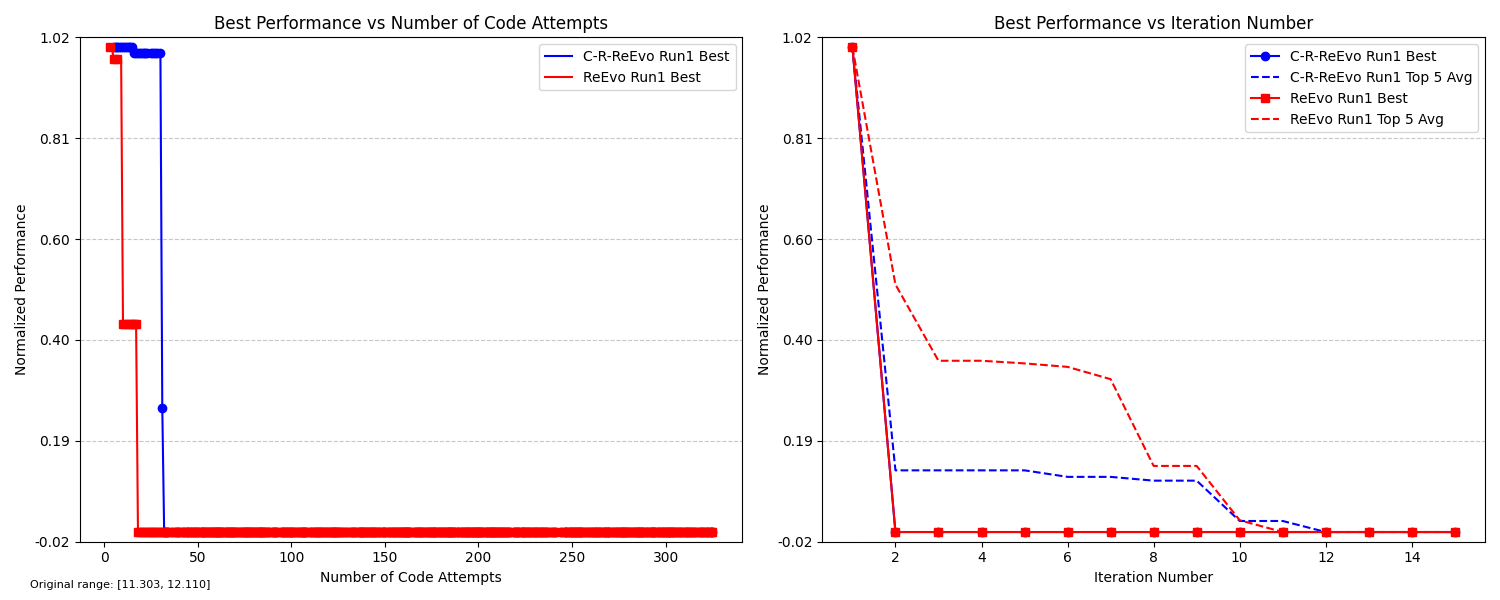 Best Performance vs Number of Code Attempts
1.02
0.81
0.60
0.40
0.19
-0.02
Normalized Performance
C-R-ReEvo Run1 Best
ReEvo Run1 Best
0 50 100 150 200 250 300
Number of Code Attempts
Original range: [11.303, 12.110]
Best Performance vs Iteration Number
1.02
0.81
0.60
0.40
0.19
-0.02
Normalized Performance
C-R-ReEvo Run1 Best
C-R-ReEvo Run1 Top 5 Avg
ReEvo Run1 Best
ReEvo Run1 Top 5 Avg
2 4 6 8 10 12 14
Iteration Number